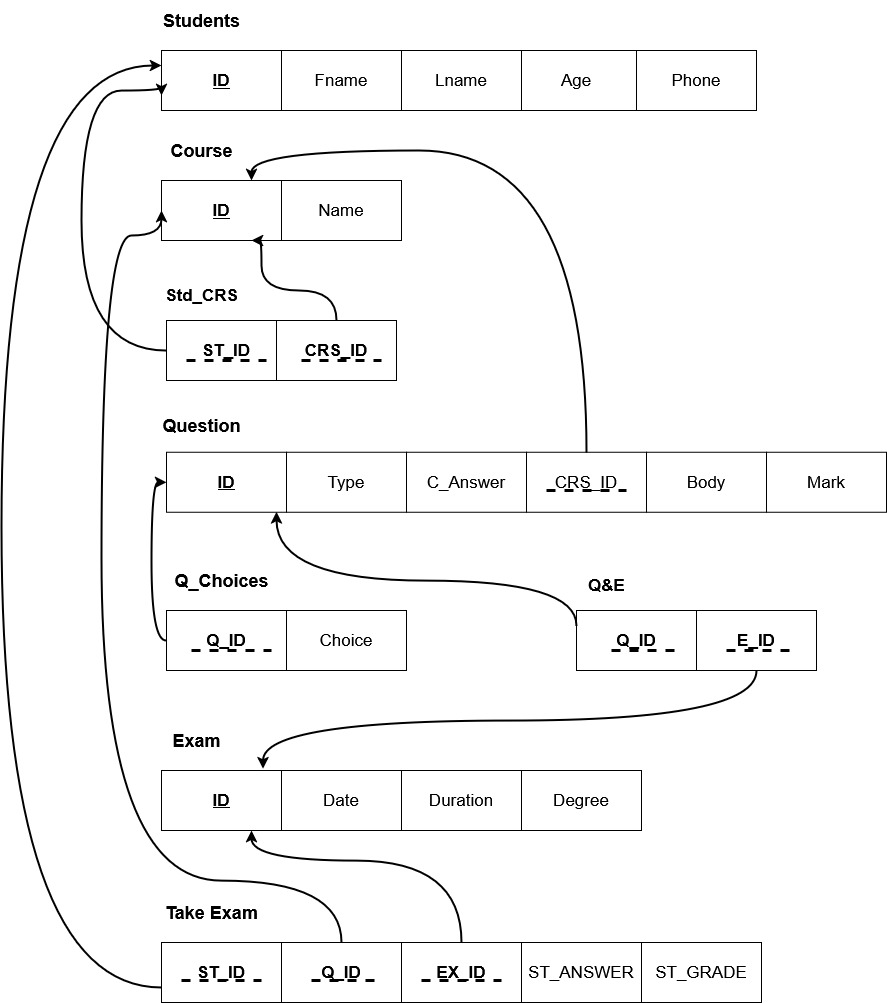 Students
ID Fname Lname Age Phone
Course
ID Name
Std_CRS
ST_ID CRS_ID
Question
ID Type C_Answer CRS_ID Body Mark
Q_Choices Q&E
Q_ID Choice Q_ID E_ID
Exam
ID Date Duration Degree
Take Exam
ST_ID Q_ID EX_ID ST_ANSWER ST_GRADE